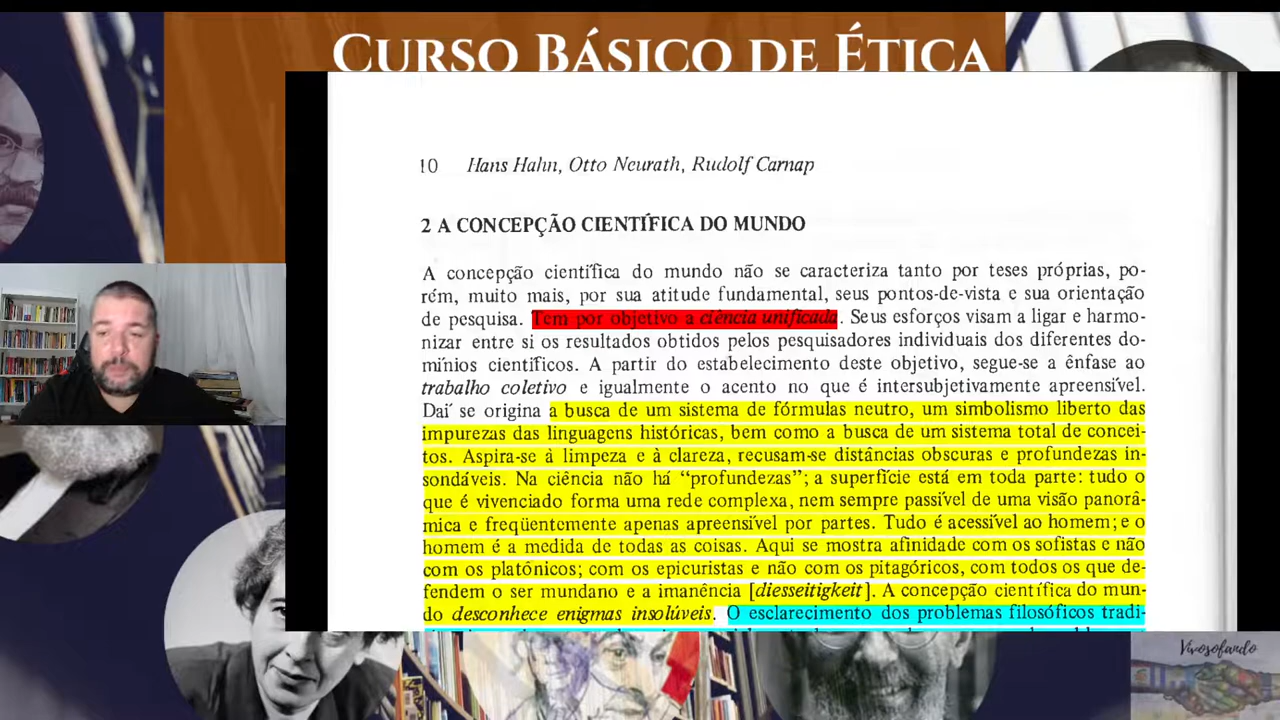 CURSO BÁSICO DE ÉTICA
10 Hans Hahn, Otto Neurath, Rudolf Carnap
2 A CONCEPÇÃO CIENTÍFICA DO MUNDO
A concepção científica do mundo não se caracteriza tanto por teses próprias, po-
rém, muito mais, por sua atitude fundamental, seus pontos-de-vista e sua orientação
de pesquisa. Tem por objetivo a ciência unificada. Seus esforços visam a ligar e harmo-
nizar entre si os resultados obtidos pelos pesquisadores individuais dos diferentes do-
mínios científicos. A partir do estabelecimento deste objetivo, segue-se a ênfase ao
trabalho coletivo e igualmente o acento no que é intersubjetivamente apreensível.
Daí se origina a busca de um sistema de fórmulas neutro, um simbolismo liberto das
impurezas das linguagens históricas, bem como a busca de um sistema total de concei-
tos. Aspira-se à limpeza e à clareza, recusam-se distâncias obscuras e profundezas in-
sondáveis. Na ciência não há “profundezas”; a superfície está em toda parte: tudo o
que é vivenciado forma uma rede complexa, nem sempre passível de uma visão panorâ-
mica e freqüentemente apenas apreensível por partes. Tudo é acessível ao homem; e o
homem é a medida de todas as coisas. Aqui se mostra afinidade com os sofistas e não
com os platônicos; com os epicuristas e não com os pitagóricos, com todos os que de-
fendem o ser mundano e a imanência [diesseitigkeit]. A concepção científica do mun-
do desconhece enigmas insolúveis. O esclarecimento dos problemas filosóficos tradi-
Vivosofando